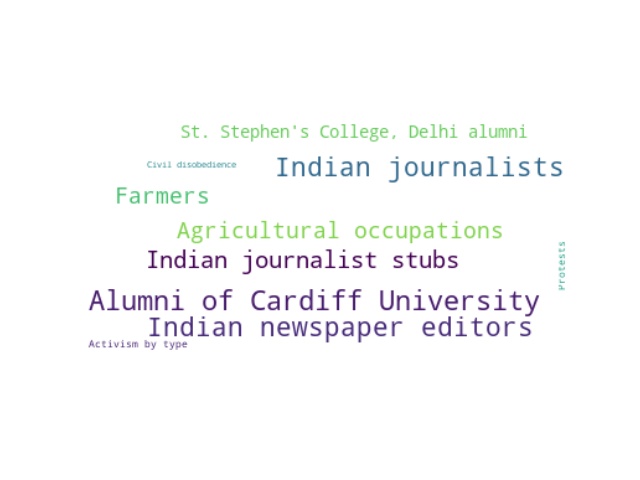 St. Stephen's College, Delhi alumni
Civil disobedience
Indian journalists
Farmers
Agricultural occupations
Protests
Indian journalist stubs
Alumni of Cardiff University
Indian newspaper editors
Activism by type